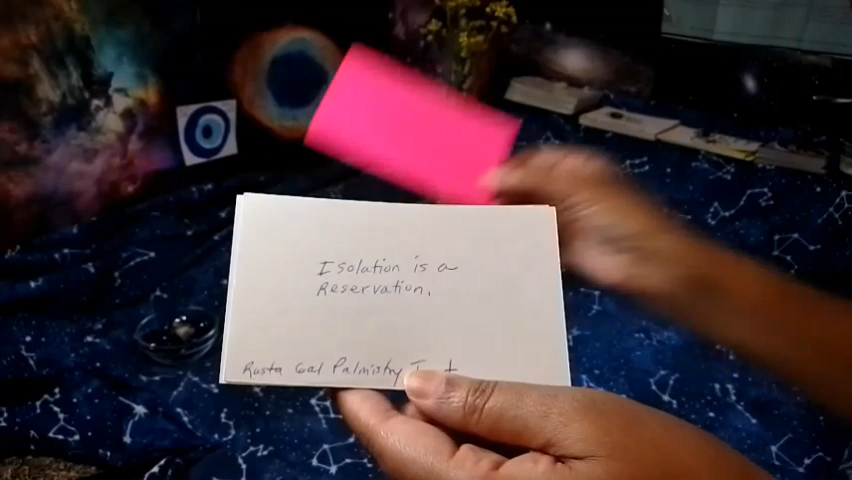 Isolation is a
Reservation.
Rasta Gal Palmistry